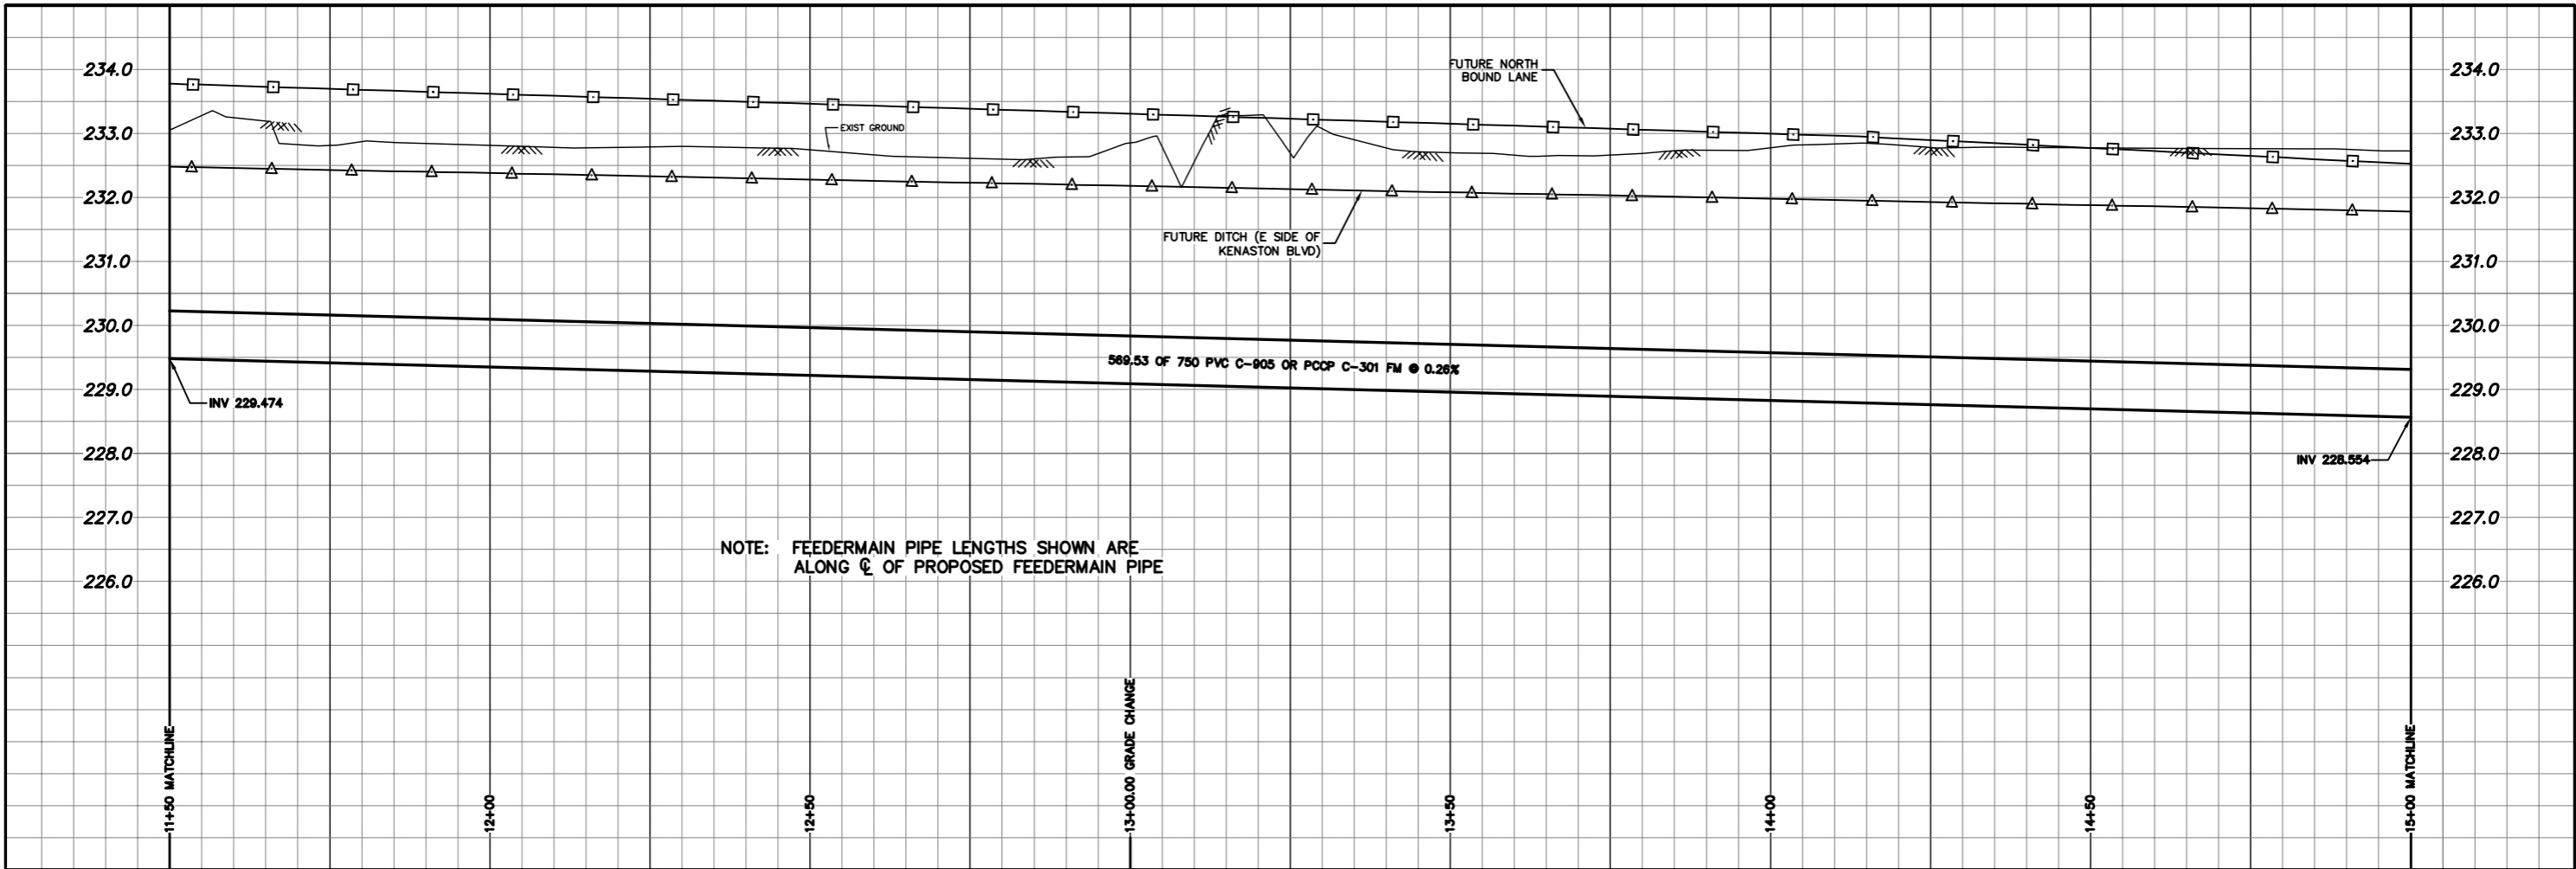 FUTURE NORTH
BOUND LANE
234.0
234.0
233.0
EXIST GROUND
233.0
232.0
232.0
FUTURE DITCH (E SIDE OF
KENASTON BLVD)
231.0
231.0
230.0
230.0
569.53 OF 750 PVC C-905 OR PCCP C-301 FM @ 0.26%
229.0
229.0
INV 229.474
228.0
INV 228.554
228.0
227.0
227.0
NOTE: FEEDERMAIN PIPE LENGTHS SHOWN ARE
ALONG ℄ OF PROPOSED FEEDERMAIN PIPE
226.0
226.0
11+50 MATCHLINE
12+00
12+50
13+00.00 GRADE CHANGE
13+50
14+00
14+50
15+00 MATCHLINE